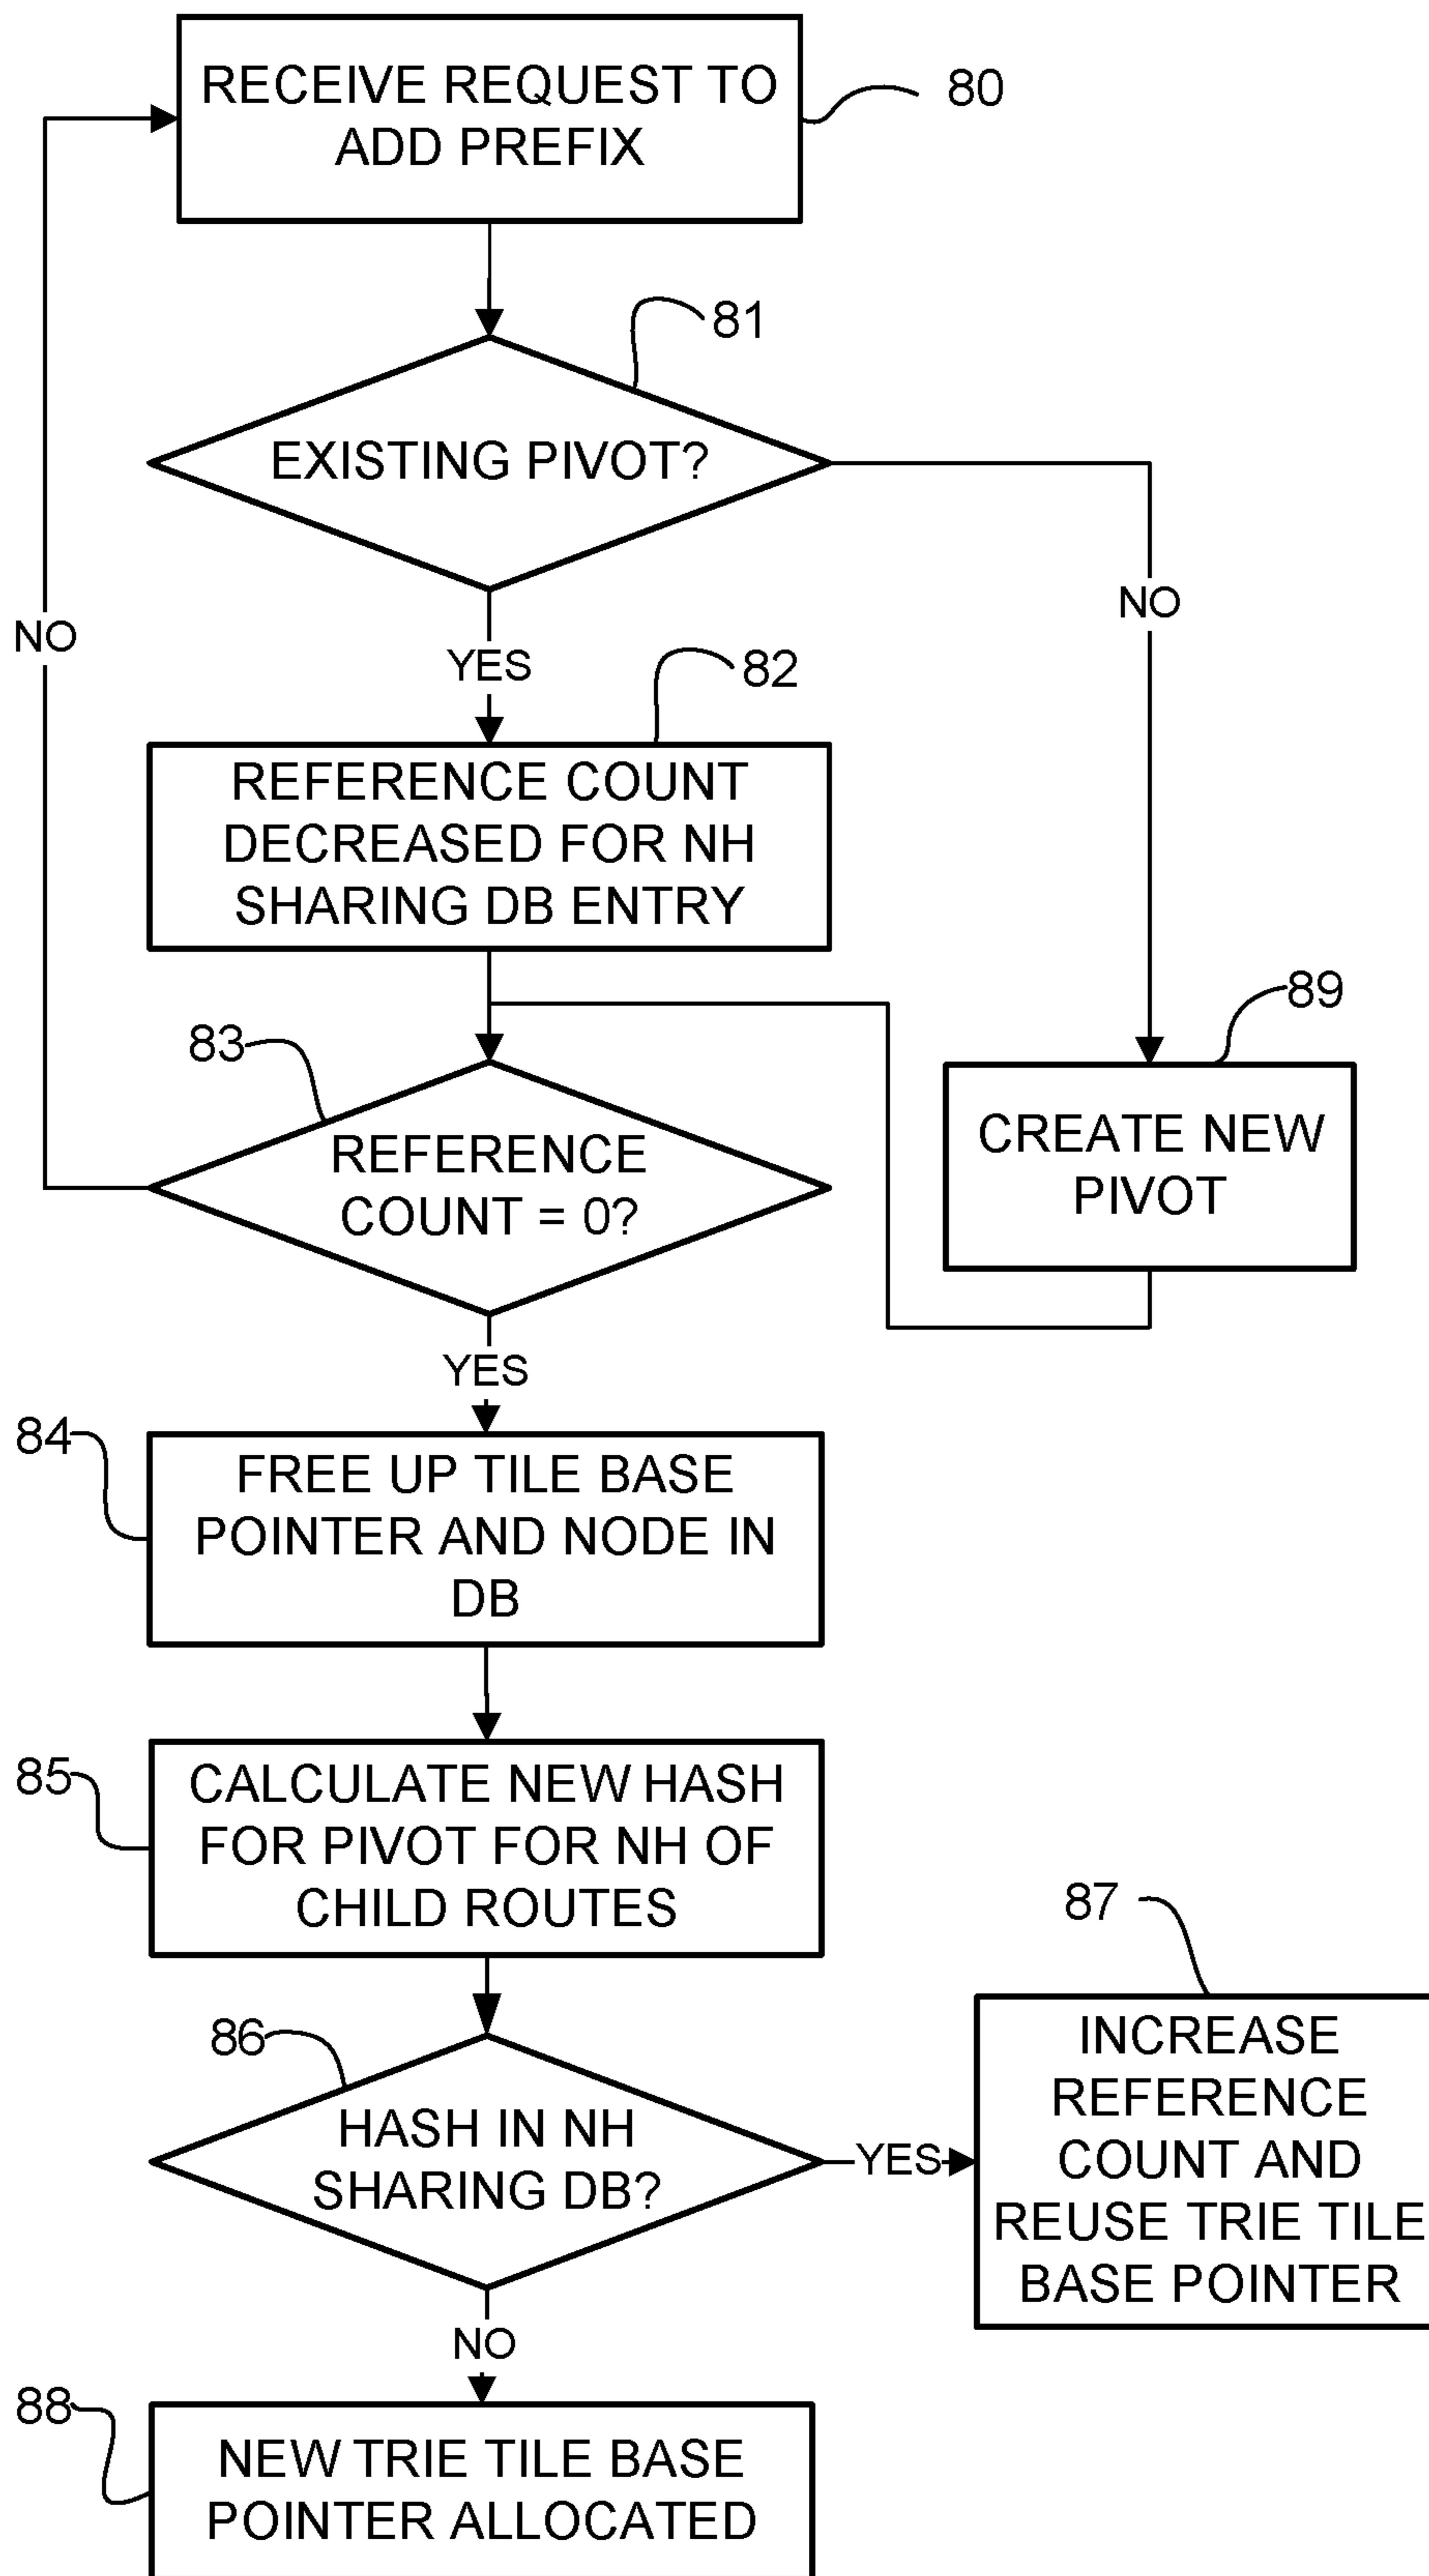 RECEIVE REQUEST TO
ADD PREFIX
80
81
EXISTING PIVOT?
NO
NO
YES
82
REFERENCE COUNT
DECREASED FOR NH
SHARING DB ENTRY
89
83
CREATE NEW
PIVOT
REFERENCE
COUNT = 0?
YES
84
FREE UP TILE BASE
POINTER AND NODE IN
DB
85
CALCULATE NEW HASH
FOR PIVOT FOR NH OF
CHILD ROUTES
87
86
HASH IN NH
SHARING DB?
YES
INCREASE
REFERENCE
COUNT AND
REUSE TRIE TILE
BASE POINTER
NO
88
NEW TRIE TILE BASE
POINTER ALLOCATED